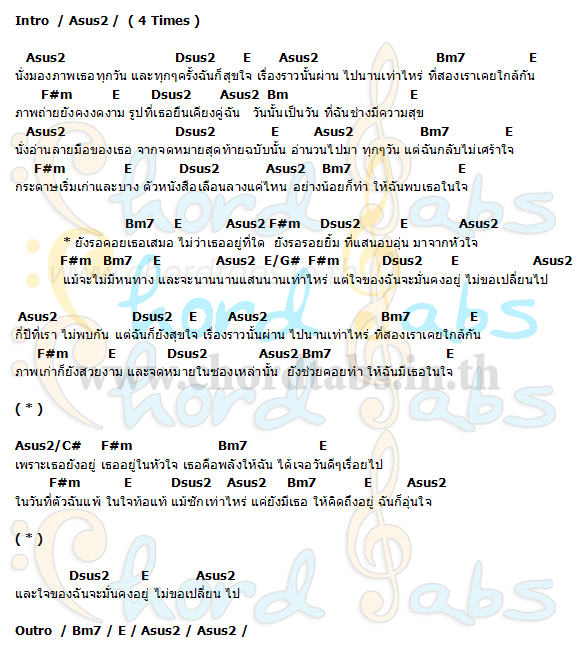 Intro / Asus2 / ( 4 Times )
Asus2 Dsus2 E Asus2 Bm7 E
นั่งมองภาพเธอทุกวัน และทุกๆครั้งฉันก็สุขใจ เรื่องราวนั้นผ่าน ไปนานเท่าไหร่ ที่สองเราเคยใกล้กัน
F#m E Dsus2 Asus2 Bm E
ภาพถ่ายยังคงงดงาม รูปที่เธอยืนเคียงคู่ฉัน วันนั้นเป็นวัน ที่ฉันช่างมีความสุข
Asus2 Dsus2 E Asus2 Bm7 E
นั่งอ่านลายมือของเธอ จากจดหมายสุดท้ายฉบับนั้น อ่านวนไปมา ทุกๆวัน แต่ฉันกลับไม่เศร้าใจ
F#m E Dsus2 Asus2 Bm7 E
กระดาษเริ่มเก่าและบาง ตัวหนังสือเลือนลางแค่ไหน อย่างน้อยก็ทำ ให้ฉันพบเธอในใจ
Bm7 E Asus2 F#m Dsus2 E Asus2
* ยังรอคอยเธอเสมอ ไม่ว่าเธออยู่ที่ใด ยังรอรอยยิ้ม ที่แสนอบอุ่น มาจากหัวใจ
F#m Bm7 E Asus2 E/G# F#m Dsus2 E Asus2
แม้จะไม่มีหนทาง และจะนานนานแสนนานเท่าไหร่ แต่ใจของฉันจะมั่นคงอยู่ ไม่ขอเปลี่ยนไป
Asus2 Dsus2 E Asus2 Bm7 E
กี่ปีที่เรา ไม่พบกัน แต่ฉันก็ยังสุขใจ เรื่องราวนั้นผ่าน ไปนานเท่าไหร่ ที่สองเราเคยใกล้กัน
F#m E Dsus2 Asus2 Bm7 E
ภาพเก่าก็ยังสวยงาม และจดหมายในซองเหล่านั้น ยังช่วยคอยทำ ให้ฉันมีเธอในใจ
( * )
Asus2/C# F#m Bm7 E
เพราะเธอยังอยู่ เธออยู่ในหัวใจ เธอคือพลังให้ฉัน ได้เจอวันดีๆเรื่อยไป
F#m E Dsus2 Asus2 Bm7 E Asus2
ในวันที่ตัวฉันแพ้ ในใจท้อแท้ แม้ซักเท่าไหร่ แค่ยังมีเธอ ให้คิดถึงอยู่ ฉันก็อุ่นใจ
( * )
Dsus2 E Asus2
และใจของฉันจะมั่นคงอยู่ ไม่ขอเปลี่ยน ไป
Outro / Bm7 / E / Asus2 / Asus2 /
Chord Tabs
www.chordtabs.in.th